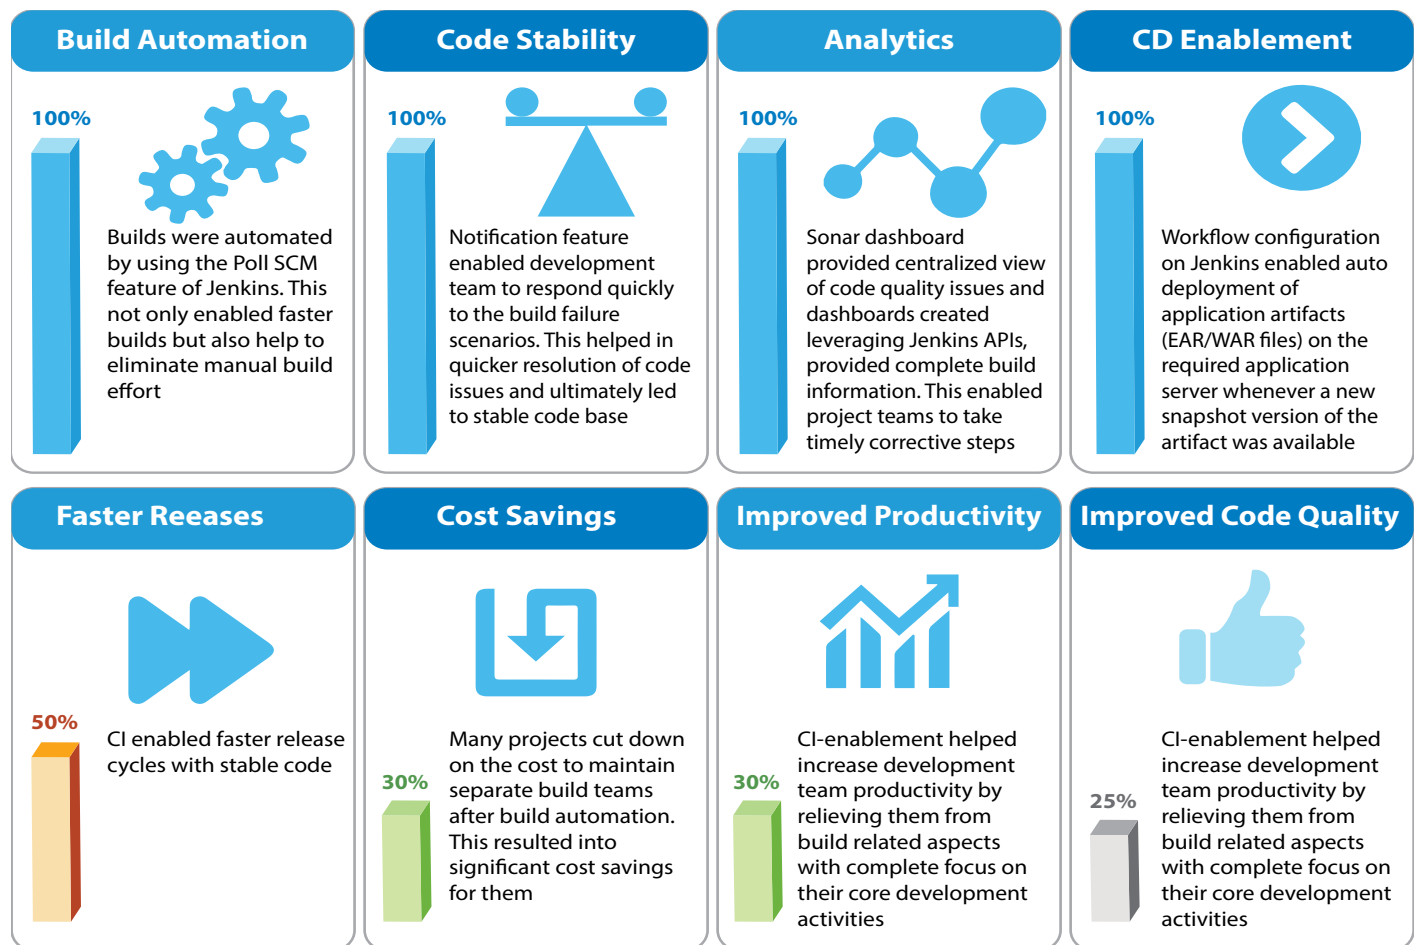 Build Automation
100%
Builds were automated
by using the Poll SCM
feature of Jenkins. This
not only enabled faster
builds but also help to
eliminate manual build
effort
Code Stability
100%
Notification feature
enabled development
team to respond quickly
to the build failure
scenarios. This helped in
quicker resolution of code
issues and ultimately led
to stable code base
Analytics
100%
Sonar dashboard
provided centralized view
of code quality issues and
dashboards created
leveraging Jenkins APIs,
provided complete build
information. This enabled
project teams to take
timely corrective steps
CD Enablement
100%
Workflow configuration
on Jenkins enabled auto
deployment of
application artifacts
(EAR/WAR files) on the
required application
server whenever a new
snapshot version of the
artifact was available
Faster Reeases
50%
CI enabled faster release
cycles with stable code
Cost Savings
30%
Many projects cut down
on the cost to maintain
separate build teams
after build automation.
This resulted into
significant cost savings
for them
Improved Productivity
30%
CI-enablement helped
increase development
team productivity by
relieving them from
build related aspects
with complete focus on
their core development
activities
Improved Code Quality
25%
CI-enablement helped
increase development
team productivity by
relieving them from
build related aspects
with complete focus on
their core development
activities